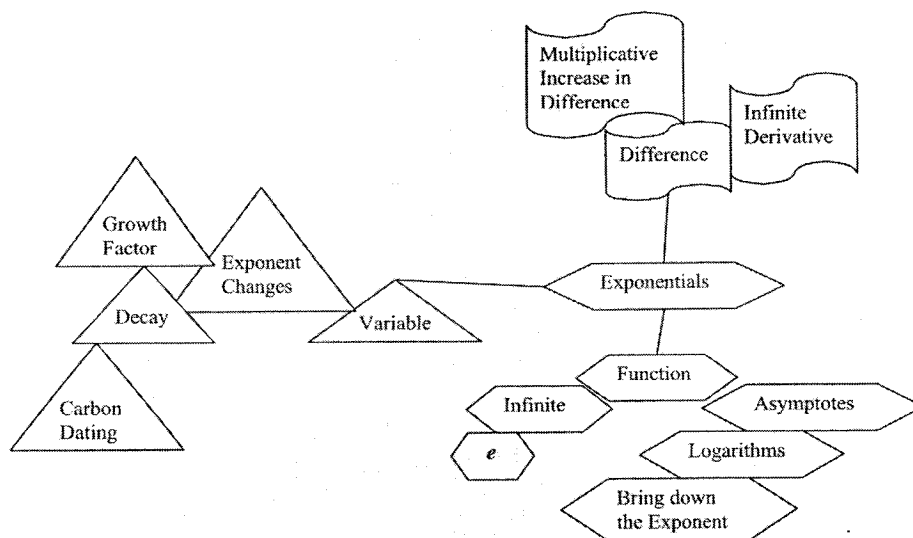 Multiplicative
Increase in
Difference
Infinite
Derivative
Difference
Growth
Factor
Exponent
Changes
Exponentials
Decay
Variable
Function
Infinite
Asymptotes
Carbon
Dating
e
Logarithms
Bring down
the Exponent